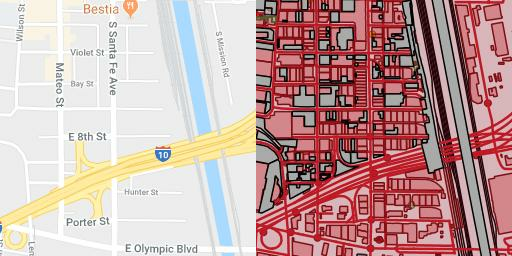 Bestia
Wilson St
S Santa Fe Ave
S Mission Rd
Violet St
Mateo St
Bay St
E 8th St
10
Hunter St
Porter St
E Olympic Blvd